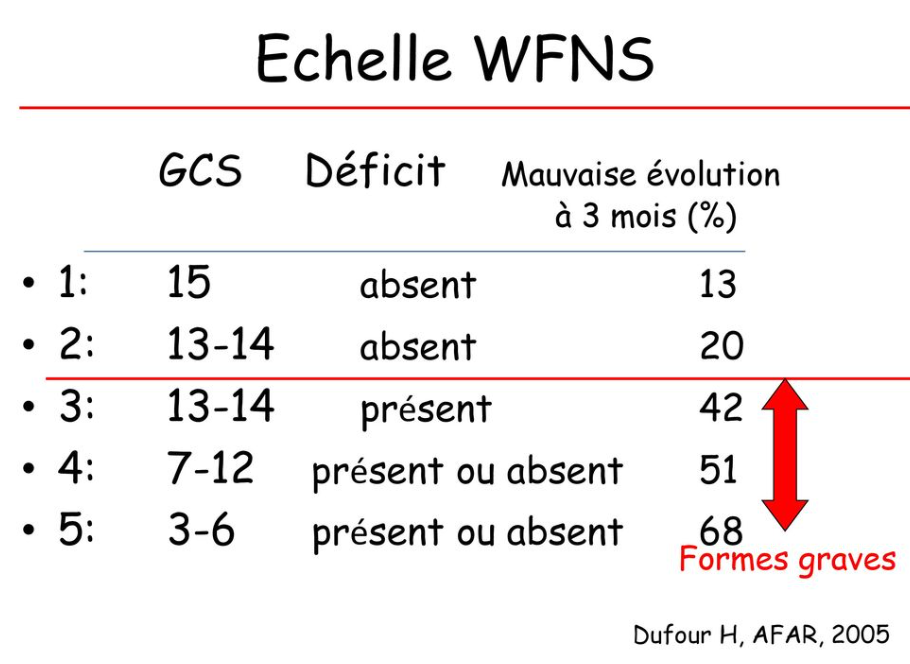 Echelle WFNS
GCS Déficit Mauvaise évolution
à 3 mois (%)
• 1: 15 absent 13
• 2: 13-14 absent 20
• 3: 13-14 présent 42
• 4: 7-12 présent ou absent 51
• 5: 3-6 présent ou absent 68
Formes graves
Dufour H, AFAR, 2005